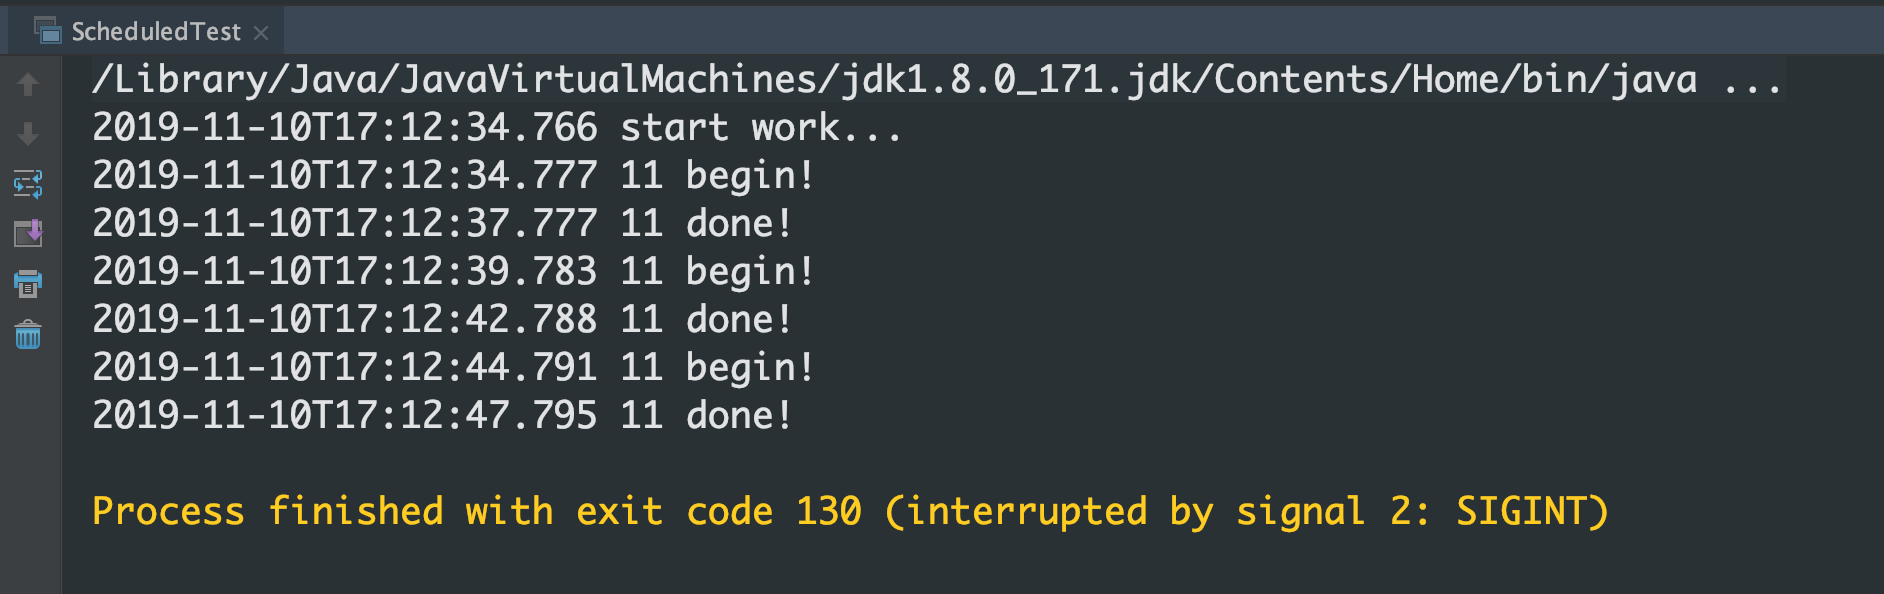 ScheduledTest
/Library/Java/JavaVirtualMachines/jdk1.8.0_171.jdk/Contents/Home/bin/java ...
2019-11-10T17:12:34.766 start work...
2019-11-10T17:12:34.777 11 begin!
2019-11-10T17:12:37.777 11 done!
2019-11-10T17:12:39.783 11 begin!
2019-11-10T17:12:42.788 11 done!
2019-11-10T17:12:44.791 11 begin!
2019-11-10T17:12:47.795 11 done!
Process finished with exit code 130 (interrupted by signal 2: SIGINT)